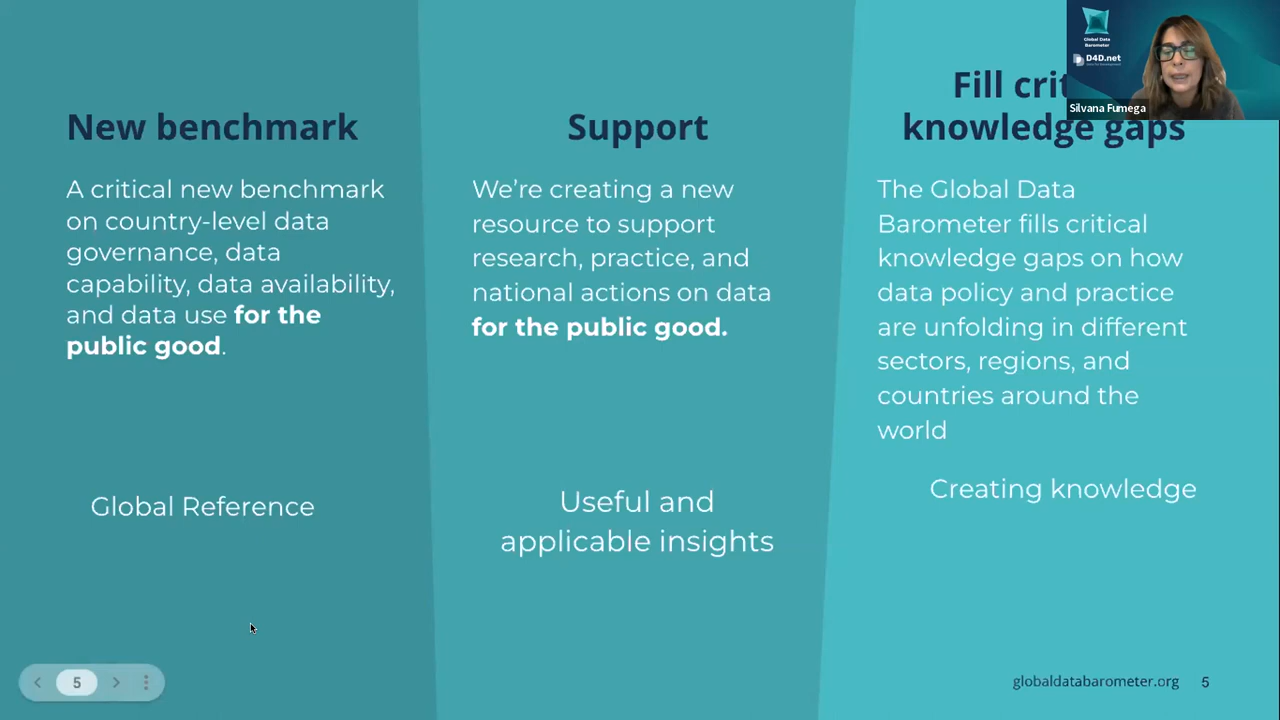 New benchmark
A critical new benchmark
on country-level data
governance, data
capability, data availability,
and data use for the
public good.
Global Reference
Support
We’re creating a new
resource to support
research, practice, and
national actions on data
for the public good.
Useful and
applicable insights
Fill crit
knowledge gaps
The Global Data
Barometer fills critical
knowledge gaps on how
data policy and practice
are unfolding in different
sectors, regions, and
countries around the
world
Creating knowledge
Global Data
Barometer
D4D.net
Silvana Fumega
5
globaldatabarometer.org 5